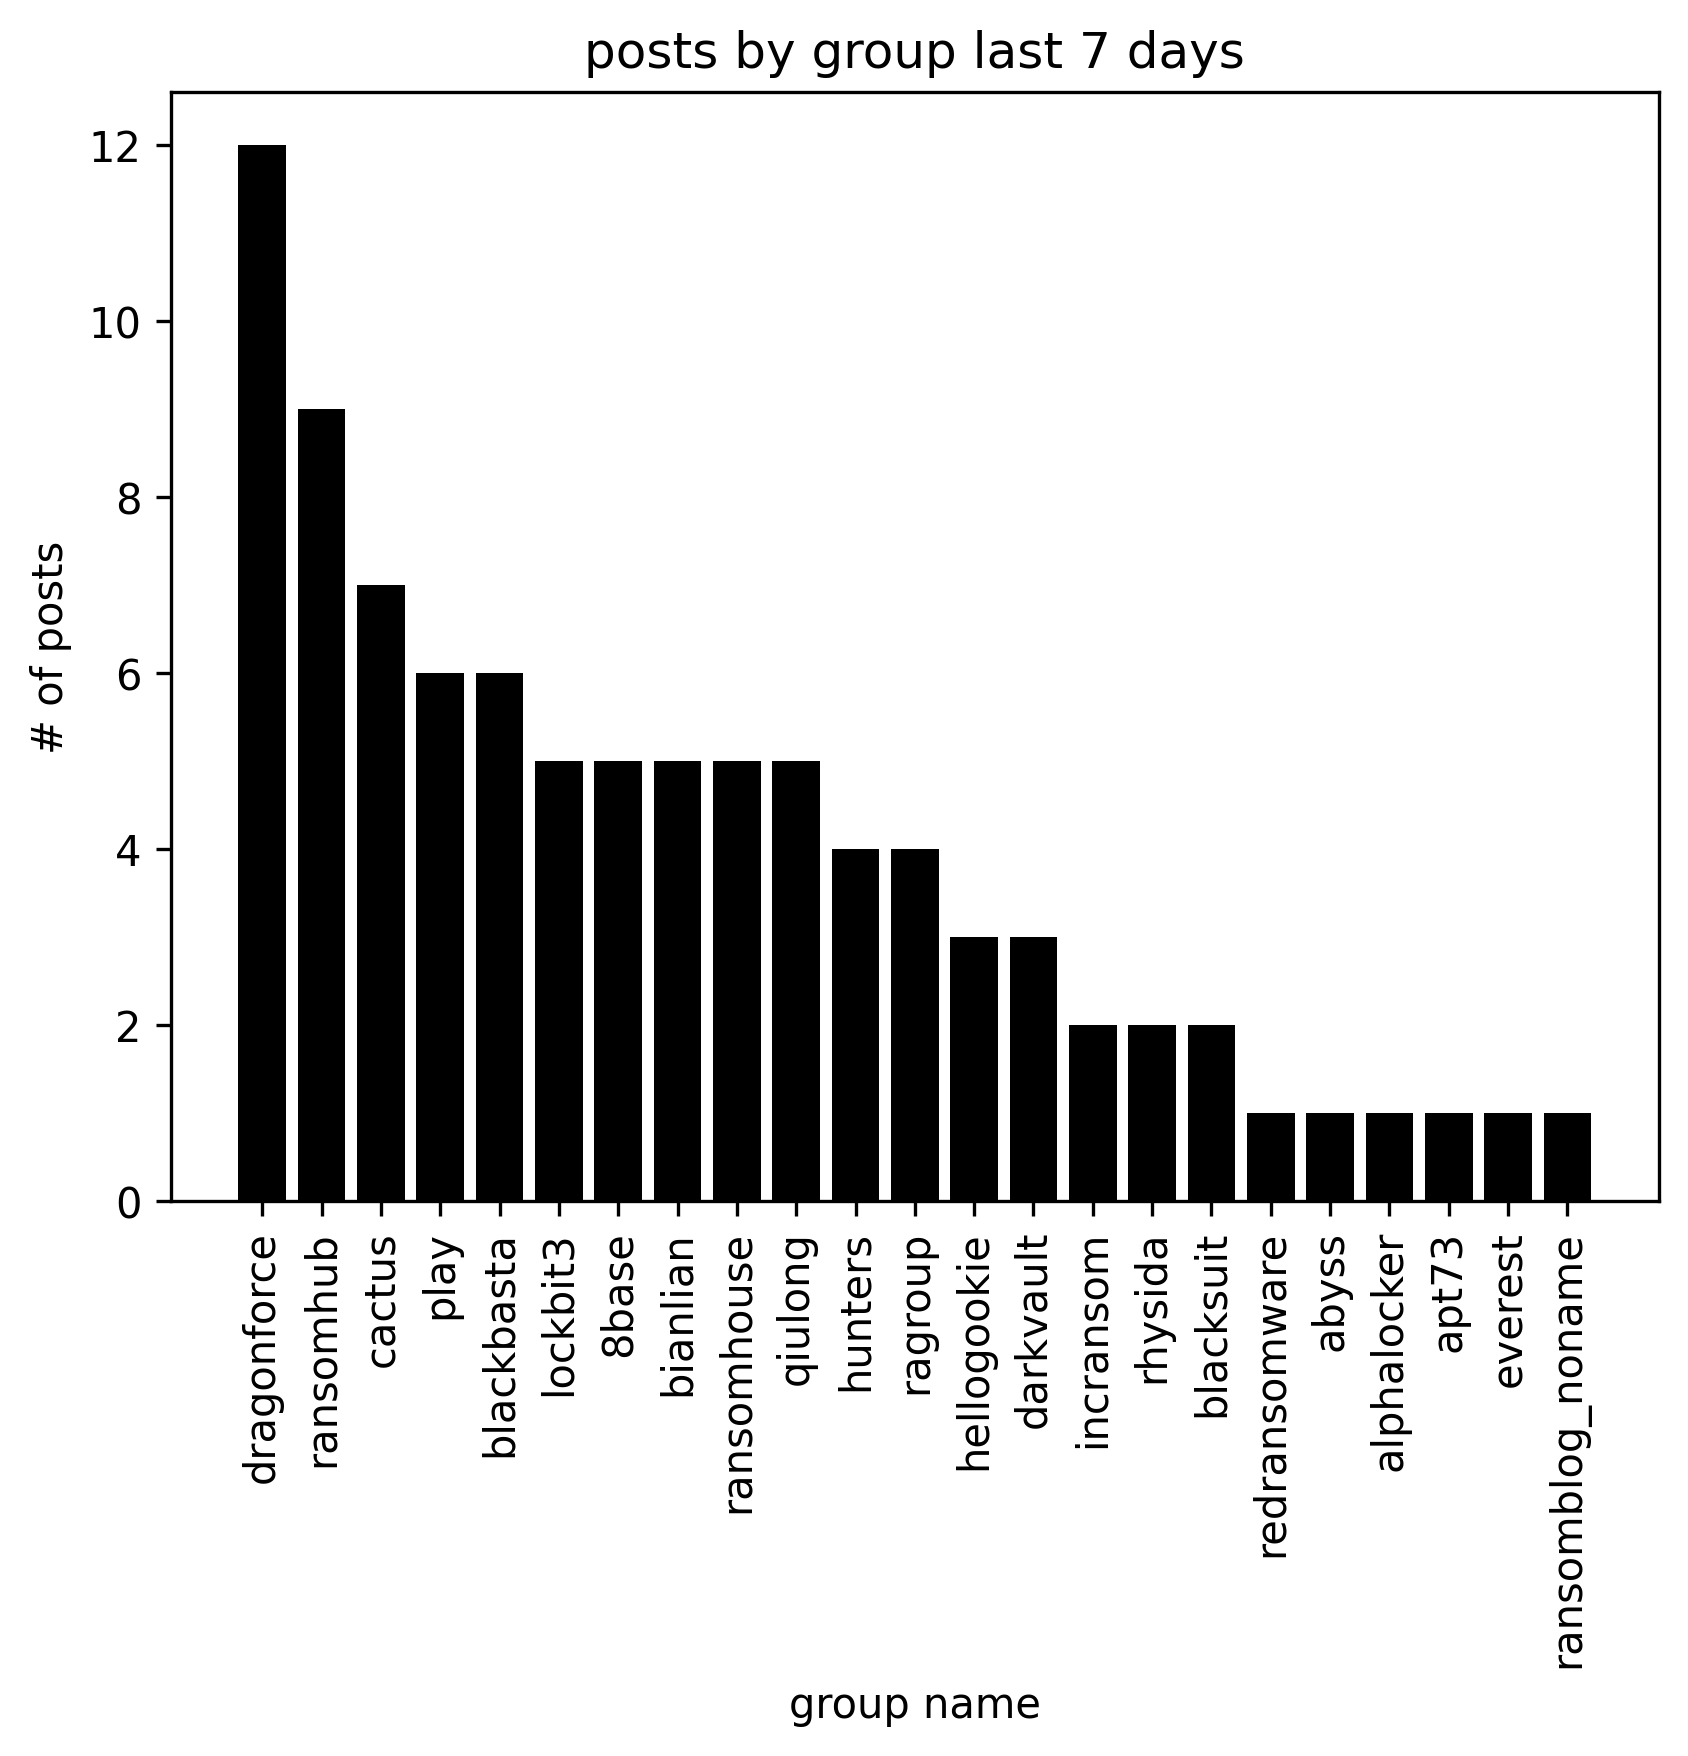 posts by group last 7 days
# of posts
12
10
8
6
4
2
0
dragonforce
ransomhub
cactus
play
blackbasta
lockbit3
8base
bianlian
ransomhouse
qiulong
hunters
ragroup
hellogookie
darkvault
incransom
rhysida
blacksuit
redransomware
abyss
alphalocker
apt73
everest
ransomblog_noname
group name